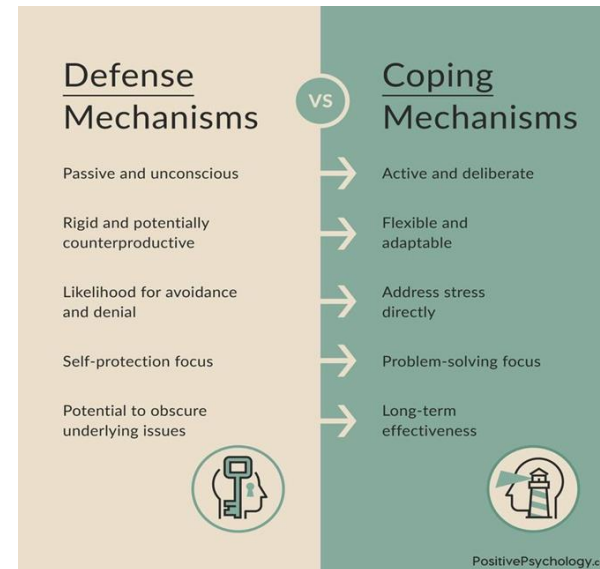 Defense
Mechanisms
VS
Coping
Mechanisms
Passive and unconscious
Active and deliberate
Rigid and potentially
counterproductive
Flexible and
adaptable
Likelihood for avoidance
and denial
Address stress
directly
Self-protection focus
Problem-solving focus
Potential to obscure
underlying issues
Long-term
effectiveness
PositivePsychology.c